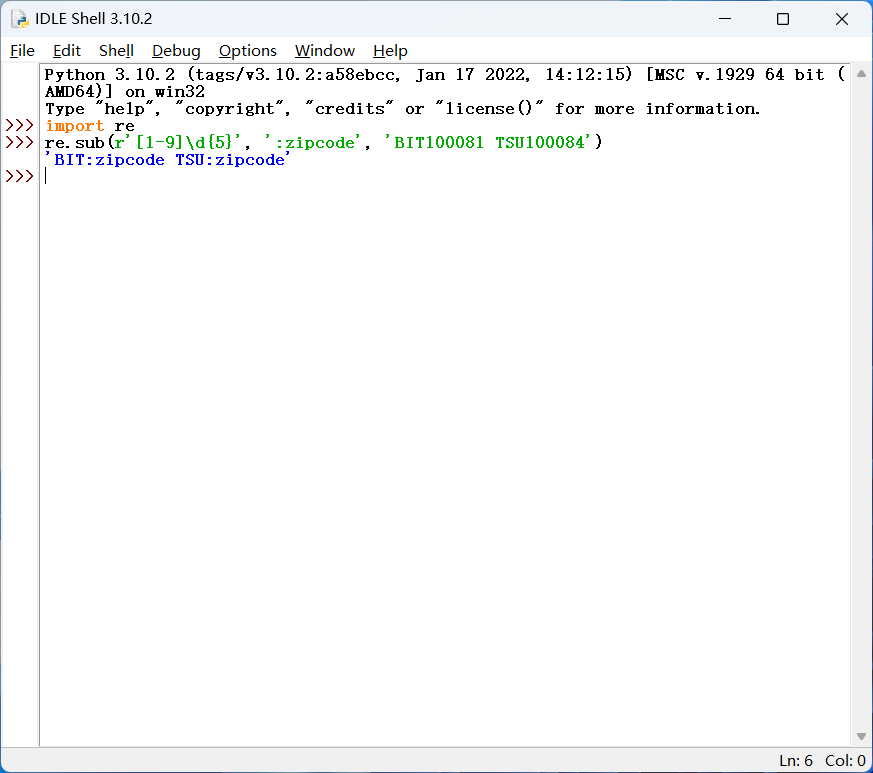 IDLE Shell 3.10.2
File Edit Shell Debug Options Window Help
Python 3.10.2 (tags/v3.10.2:a58ebcc, Jan 17 2022, 14:12:15) [MSC v.1929 64 bit (
AMD64)] on win32
Type "help", "copyright", "credits" or "license()" for more information.
>>> import re
>>> re.sub(r'[1-9]\d{5}', ':zipcode', 'BIT100081 TSU100084')
'BIT:zipcode TSU:zipcode'
>>>
Ln: 6 Col: 0